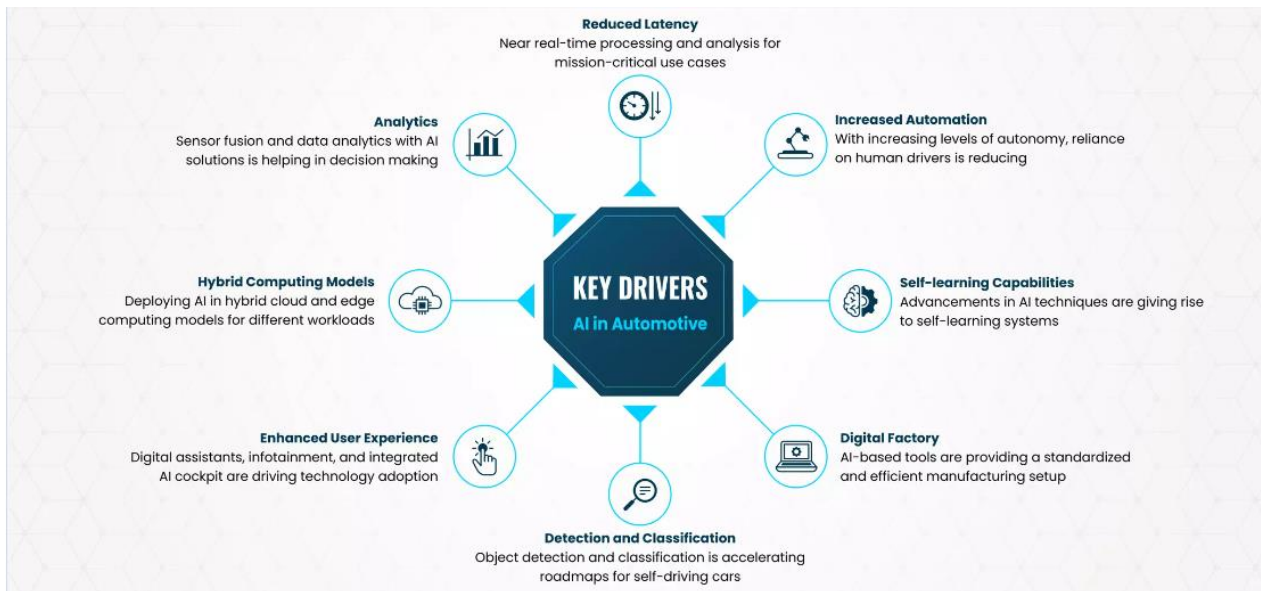 Reduced Latency
Near real-time processing and analysis for
mission-critical use cases
Analytics
Sensor fusion and data analytics with AI
solutions is helping in decision making
Increased Automation
With increasing levels of autonomy, reliance
on human drivers is reducing
Hybrid Computing Models
Deploying AI in hybrid cloud and edge
computing models for different workloads
KEY DRIVERS
AI in Automotive
Self-learning Capabilities
Advancements in AI techniques are giving rise
to self-learning systems
Enhanced User Experience
Digital assistants, infotainment, and integrated
AI cockpit are driving technology adoption
Digital Factory
AI-based tools are providing a standardized
and efficient manufacturing setup
Detection and Classification
Object detection and classification is accelerating
roadmaps for self-driving cars